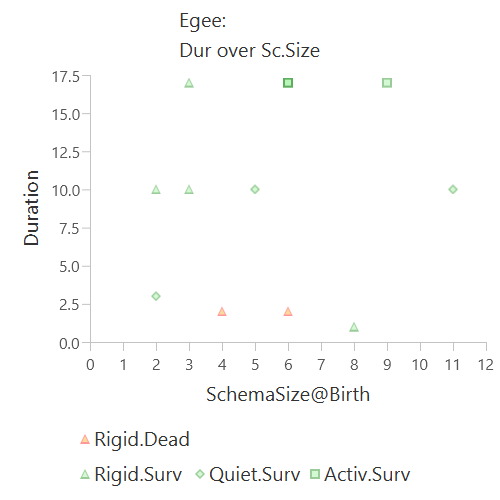 Egee:
Dur over Sc.Size
17.5
15.0
12.5
10.0
7.5
5.0
2.5
0.0
Duration
0 1 2 3 4 5 6 7 8 9 10 11 12
SchemaSize@Birth
Rigid.Dead
Rigid.Surv Quiet.Surv Activ.Surv